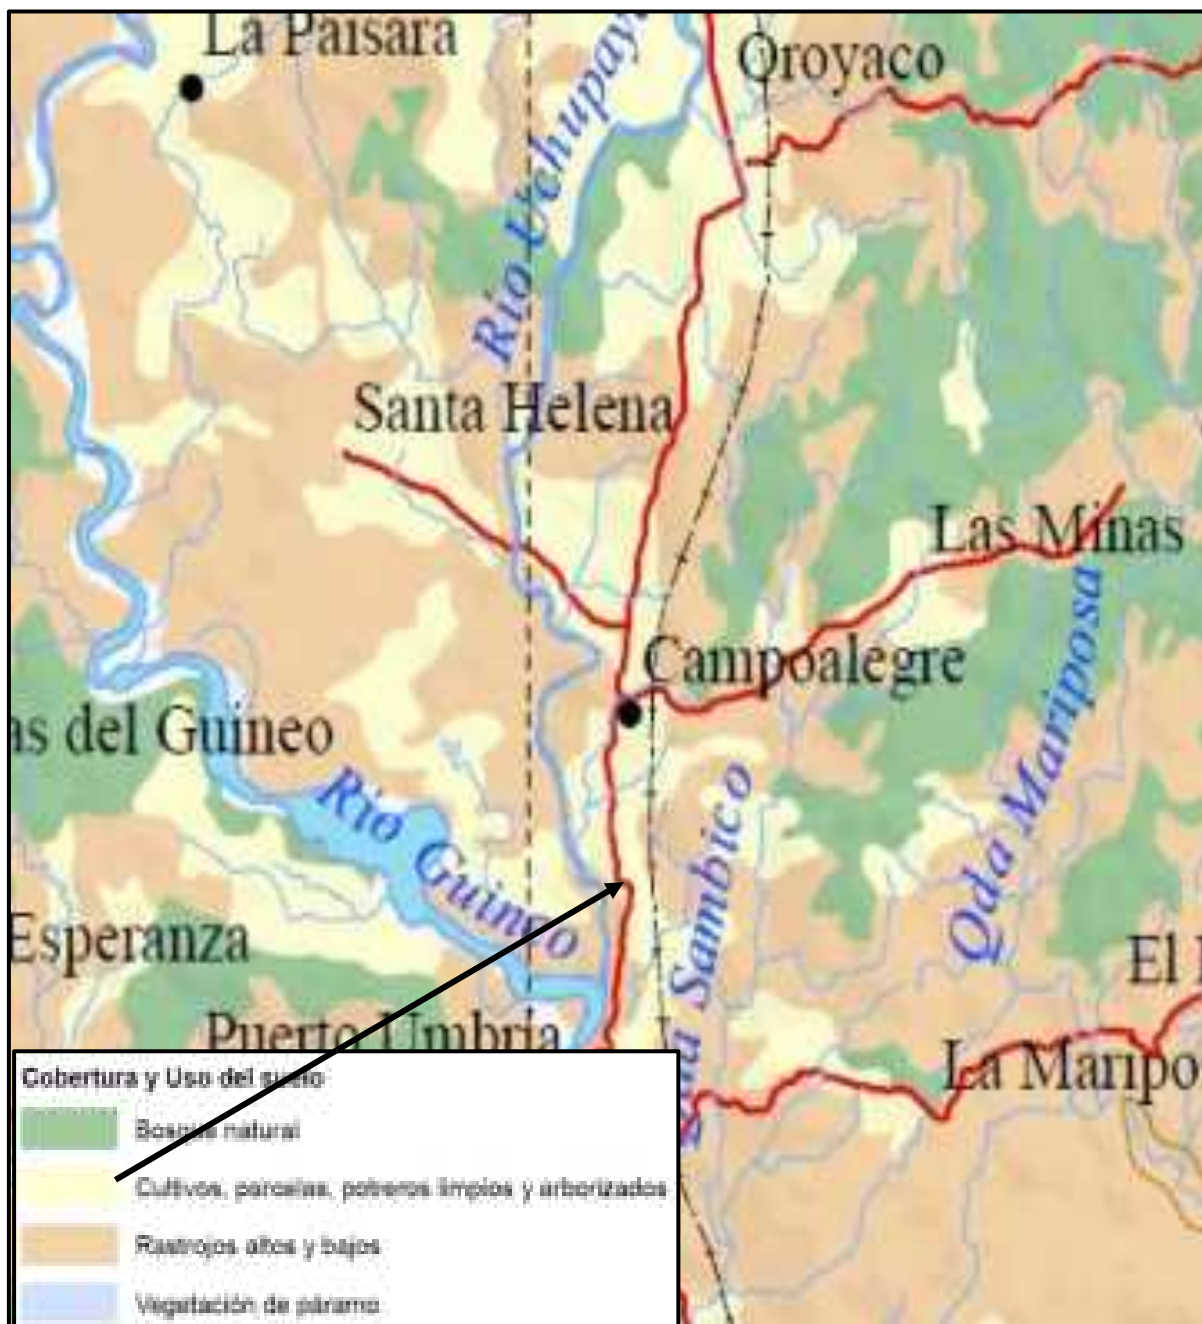 La Paisara
Oroyaco
Río Uchupay
Santa Helena
Las Minas
Campoalegre
as del Guineo
Río Guineo
Qda Mariposa
Sambico
Esperanza
El
Puerto Umbría
La Maripo
Cobertura y Uso del suelo
Bosque natural
Cultivos, parcelas, potreros limpios y arborizados
Rastrojos altos y bajos
Vegetación de páramo